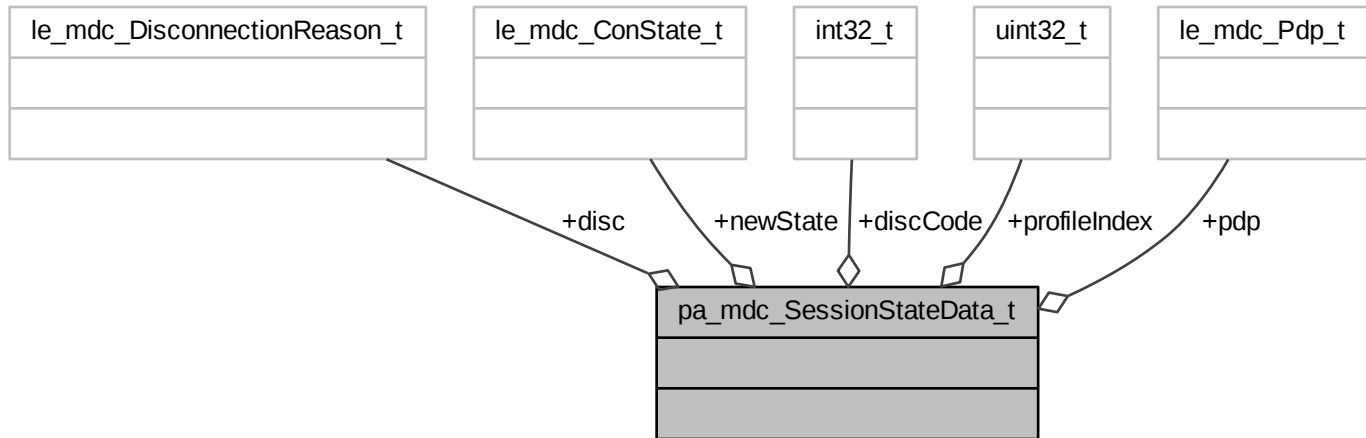 le_mdc_DisconnectionReason_t
le_mdc_ConState_t
int32_t
uint32_t
le_mdc_Pdp_t
+disc
+newState
+discCode
+profileIndex
+pdp
pa_mdc_SessionStateData_t